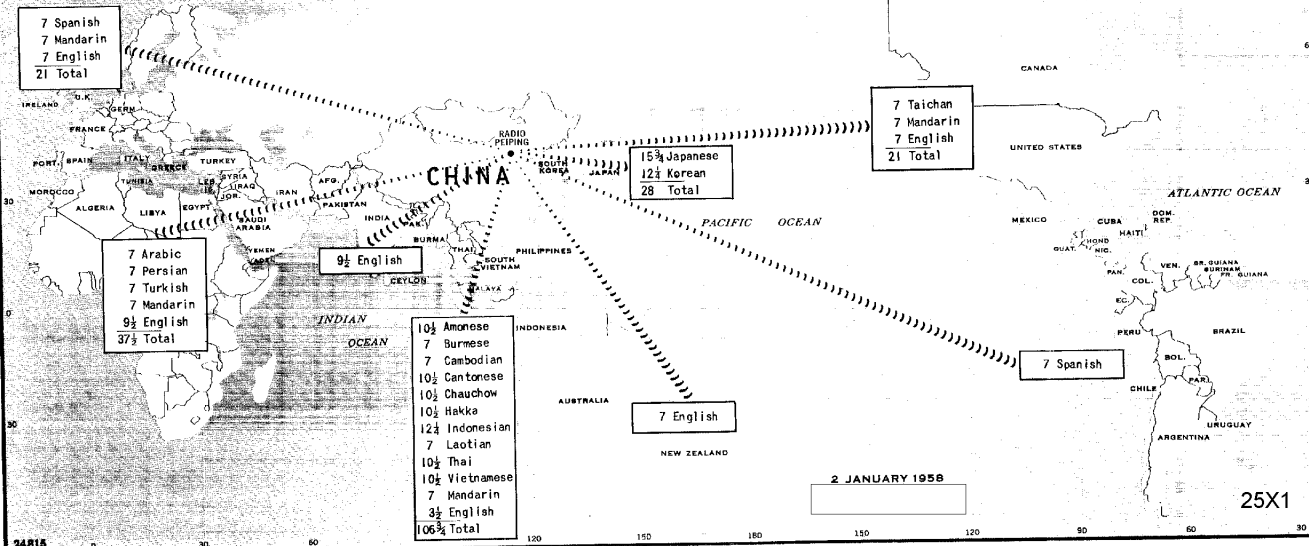 7 Spanish
7 Mandarin
7 English
21 Total
CANADA
7 Taichan
7 Mandarin
7 English
21 Total
IRELAND
U.K.
GERM.
FRANCE
RADIO
PEIPING
CHINA
UNITED STATES
PORT.
SPAIN
ITALY
GREECE
TURKEY
SOUTH
KOREA
JAPAN
15¾ Japanese
12¼ Korean
28 Total
MOROCCO
TUNISIA
SYRIA
LEB.
IRAQ
JOR.
IRAN
AFG.
PAKISTAN
ATLANTIC OCEAN
30
ALGERIA
LIBYA
EGYPT
SAUDI
ARABIA
INDIA
PAK.
BURMA
THAI.
SOUTH
VIETNAM
PHILIPPINES
PACIFIC OCEAN
MEXICO
CUBA
DOM.
REP.
HAITI
GUAT.
HOND
NIC.
PAN.
YEMEN
ADEN
7 Arabic
7 Persian
7 Turkish
7 Mandarin
9½ English
37½ Total
9½ English
CEYLON
MALAYA
VEN.
BR. GUIANA
SURINAM
FR. GUIANA
COL.
EC.
0
INDIAN
OCEAN
INDONESIA
PERU
BRAZIL
10½ Amonese
7 Burmese
7 Cambodian
10½ Cantonese
10½ Chauchow
10½ Hakka
12¼ Indonesian
7 Laotian
10½ Thai
10½ Vietnamese
7 Mandarin
3½ English
106¾ Total
7 Spanish
BOL.
PAR.
CHILE
AUSTRALIA
7 English
30
URUGUAY
ARGENTINA
NEW ZEALAND
2 JANUARY 1958
25X1
24815
0
30
60
120
150
180
150
120
90
60
30